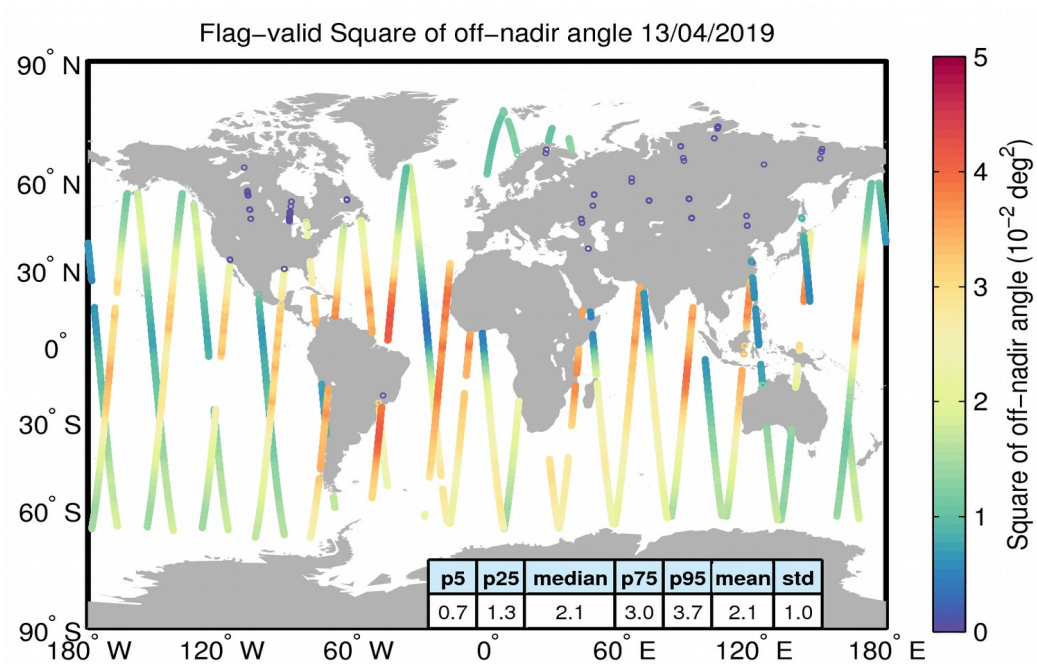 Flag−valid Square of off−nadir angle 13/04/2019
90° N
60° N
30° N
0°
30° S
60° S
90° S
180° W
120° W
60° W
0°
60° E
120° E
180° E
p5 p25 median p75 p95 mean std
0.7 1.3 2.1 3.0 3.7 2.1 1.0
5
4
3
2
1
0
Square of off−nadir angle (10⁻² deg²)